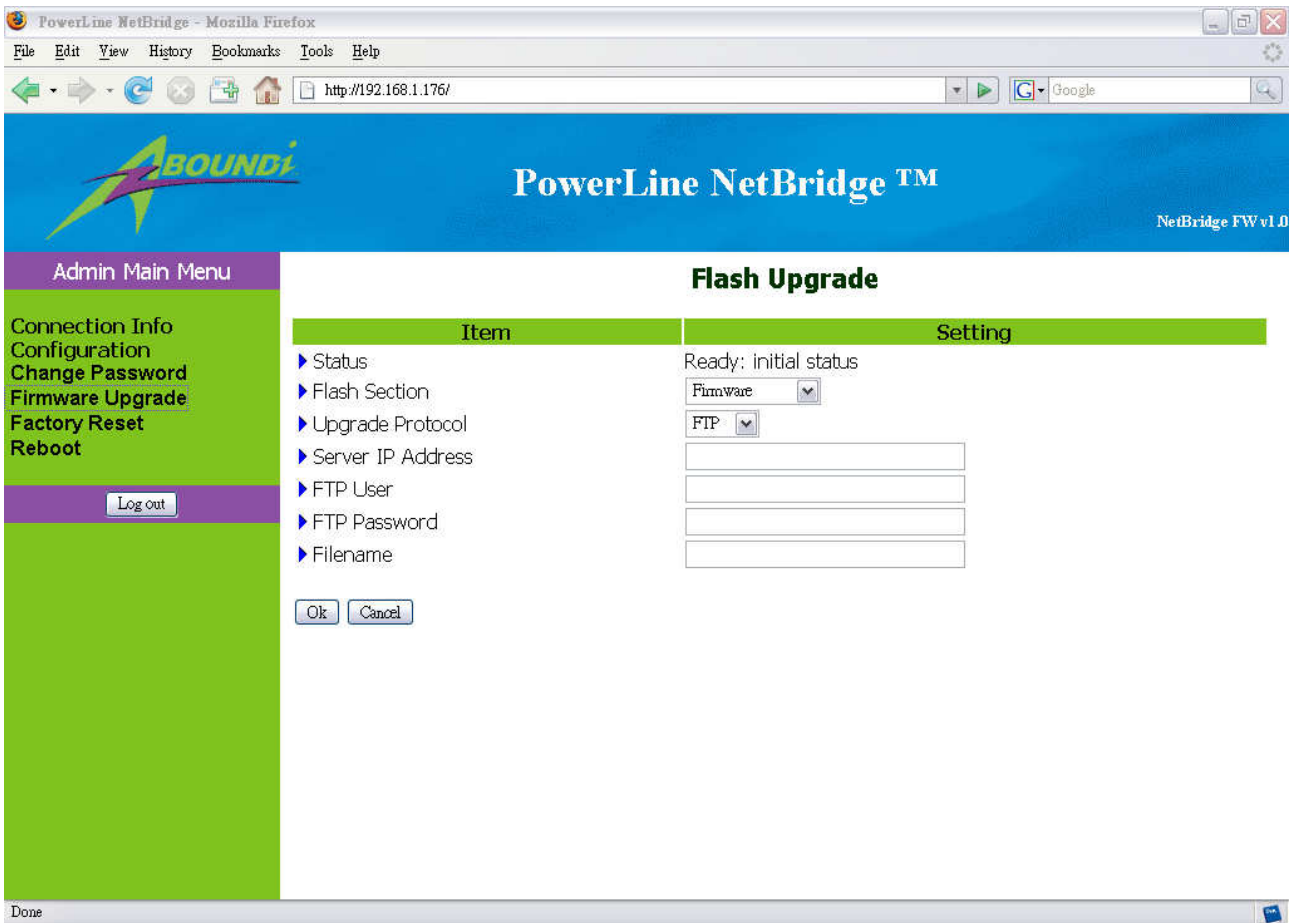 PowerLine NetBridge - Mozilla Firefox
File Edit View History Bookmarks Tools Help
http://192.168.1.176/
G Google
ABOUNDi
PowerLine NetBridge ™
NetBridge FW v1.0
Admin Main Menu
Connection Info
Configuration
Change Password
Firmware Upgrade
Factory Reset
Reboot
Log out
Flash Upgrade
Item Setting
Status Ready: initial status
Flash Section Firmware
Upgrade Protocol FTP
Server IP Address
FTP User
FTP Password
Filename
Ok Cancel
Done